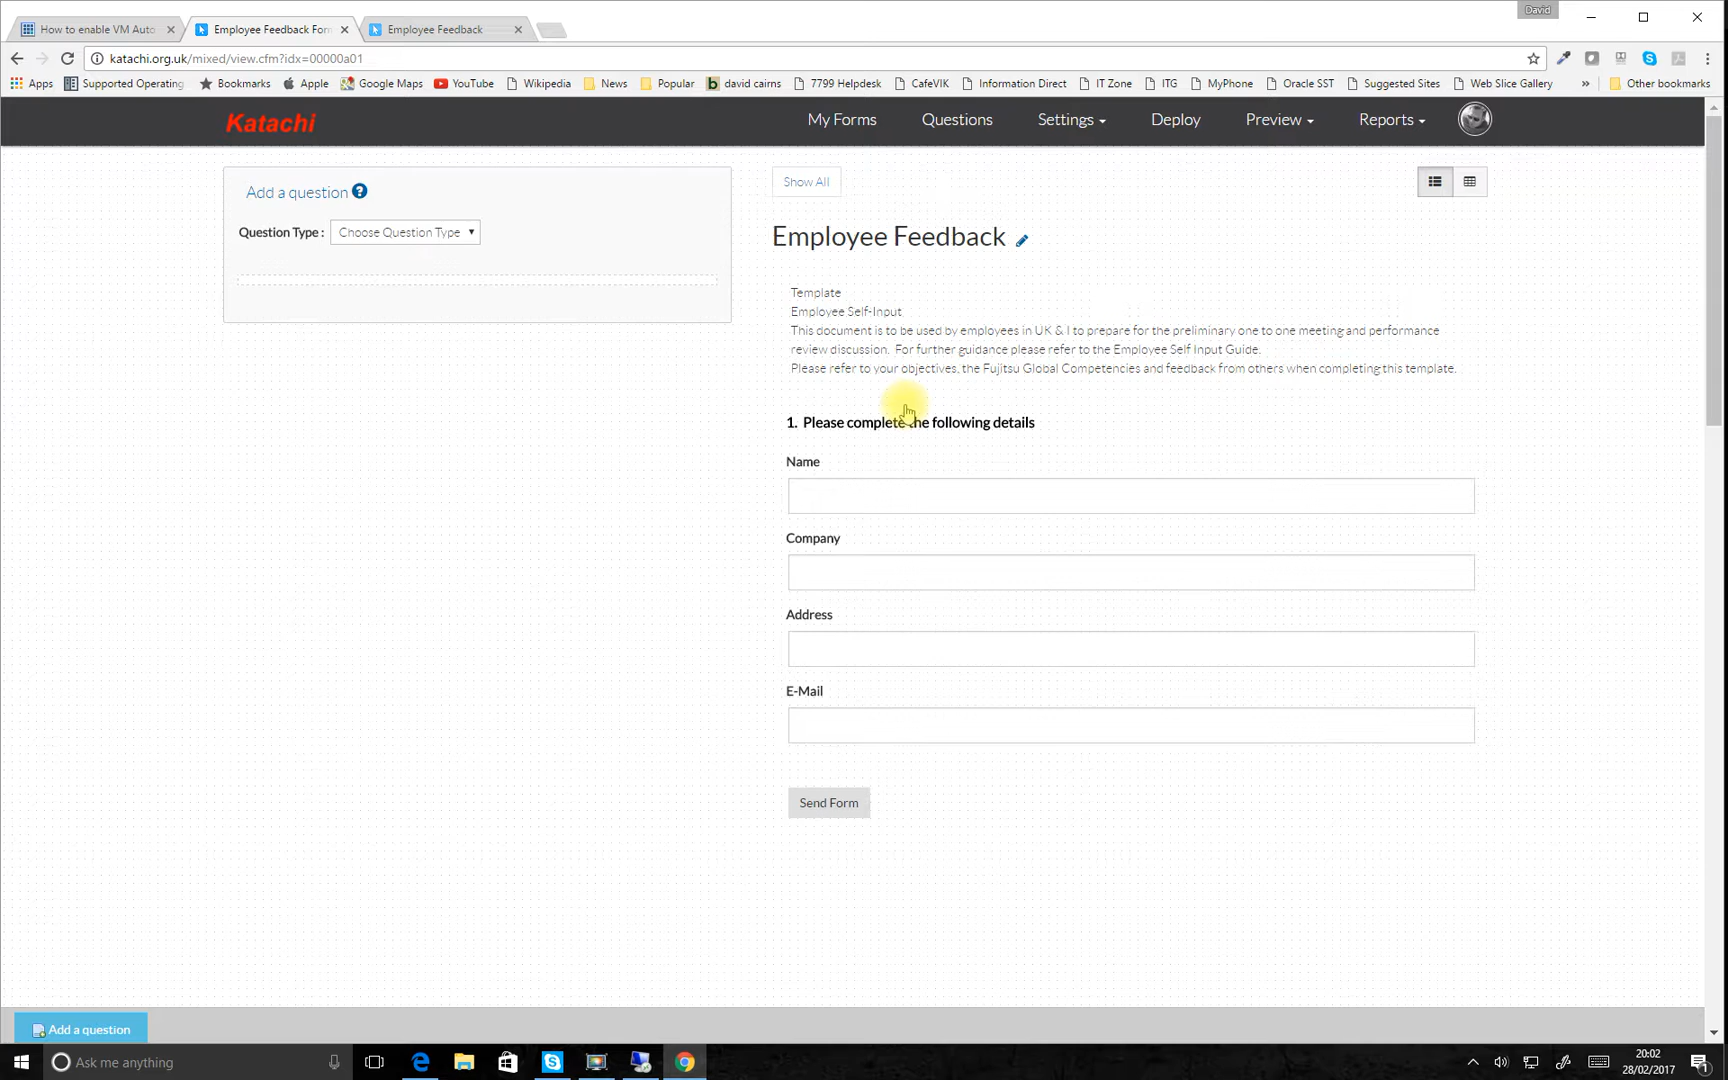 David
How to enable VM Auto
Employee Feedback Forn
Employee Feedback
katachi.org.uk/mixed/view.cfm?idx=00000a01
Apps Supported Operating Bookmarks Apple Google Maps YouTube Wikipedia News Popular david cairns 7799 Helpdesk CafeVIK Information Direct IT Zone ITG MyPhone Oracle SST Suggested Sites Web Slice Gallery » Other bookmarks
Katachi My Forms Questions Settings Deploy Preview Reports
Add a question ?
Question Type : Choose Question Type
Show All
Employee Feedback
Template
Employee Self-Input
This document is to be used by employees in UK & I to prepare for the preliminary one to one meeting and performance
review discussion. For further guidance please refer to the Employee Self Input Guide.
Please refer to your objectives, the Fujitsu Global Competencies and feedback from others when completing this template.
1. Please complete the following details
Name
Company
Address
E-Mail
Send Form
Add a question
Ask me anything
20:02
28/02/2017
1